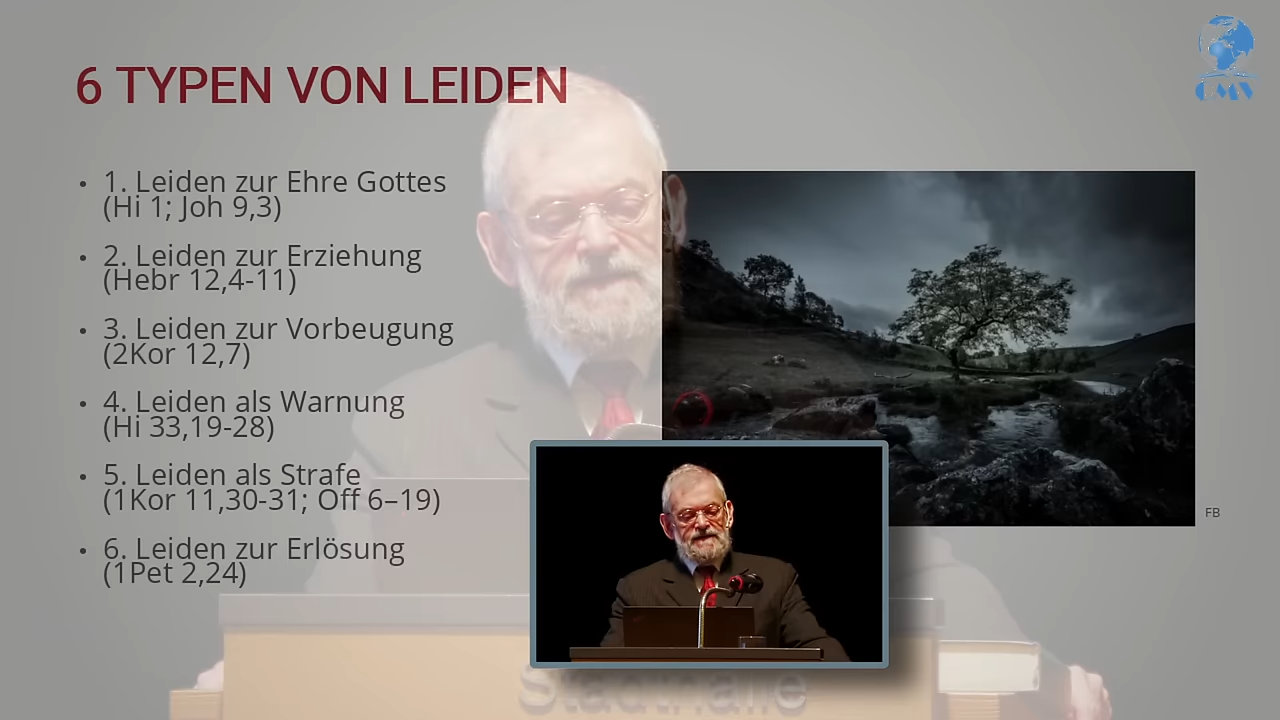 6 TYPEN VON LEIDEN
• 1. Leiden zur Ehre Gottes
(Hi 1; Joh 9,3)
• 2. Leiden zur Erziehung
(Hebr 12,4-11)
• 3. Leiden zur Vorbeugung
(2Kor 12,7)
• 4. Leiden als Warnung
(Hi 33,19-28)
• 5. Leiden als Strafe
(1Kor 11,30-31; Off 6–19)
• 6. Leiden zur Erlösung
(1Pet 2,24)
FB
Stadthalle